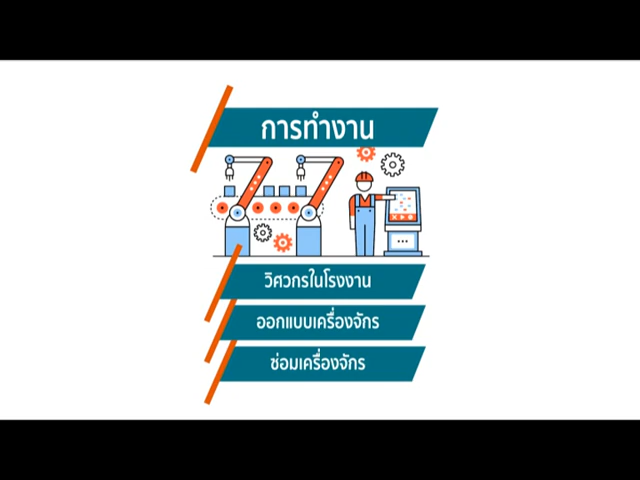 การทำงาน
วิศวกรในโรงงาน
ออกแบบเครื่องจักร
ซ่อมเครื่องจักร